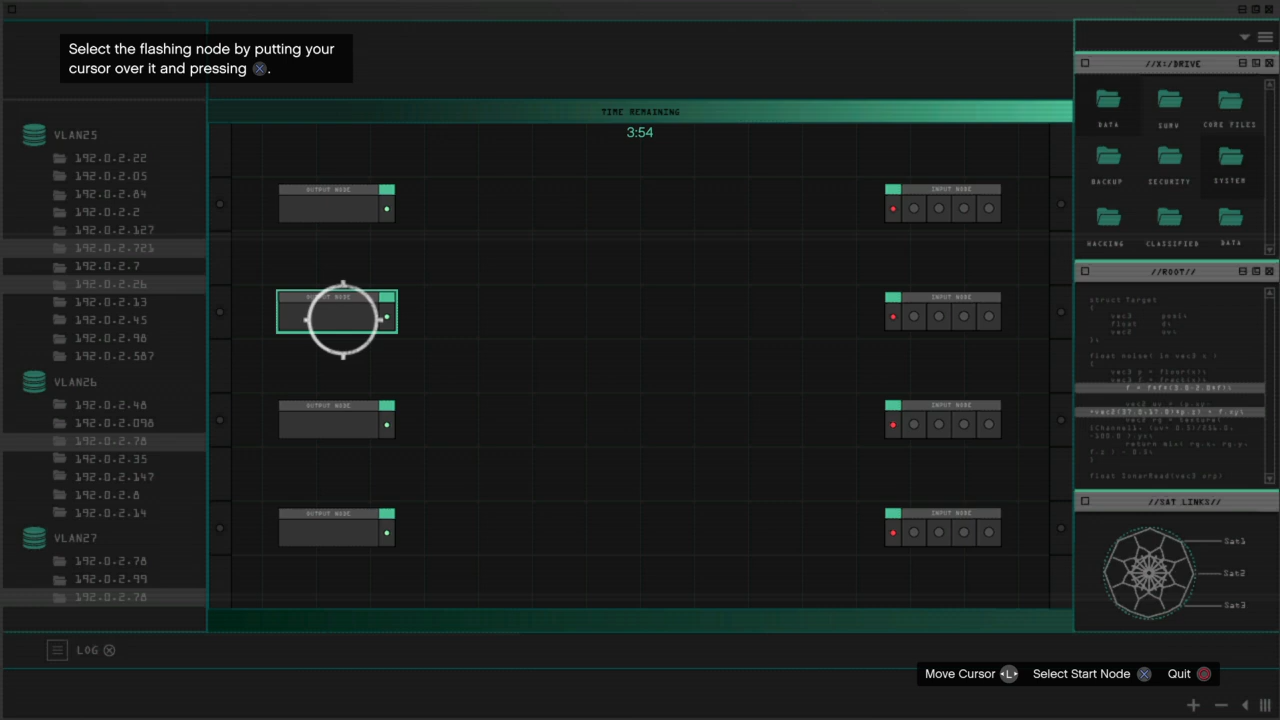 Select the flashing node by putting your
cursor over it and pressing
TIME REMAINING
3:54
VLAN25
192.0.2.22
192.0.2.05
192.0.2.84
192.0.2.2
192.0.2.127
192.0.2.721
192.0.2.7
192.0.2.26
192.0.2.13
192.0.2.45
192.0.2.98
192.0.2.587
VLAN26
192.0.2.48
192.0.2.098
192.0.2.78
192.0.2.35
192.0.2.147
192.0.2.8
192.0.2.14
VLAN27
192.0.2.78
192.0.2.99
192.0.2.78
OUTPUT NODE
INPUT NODE
OUTPUT NODE
INPUT NODE
OUTPUT NODE
INPUT NODE
OUTPUT NODE
INPUT NODE
//X:/DRIVE
DATA SURV CORE FILES
BACKUP SECURITY SYSTEM
HACKING CLASSIFIED DATA
//ROOT//
struct Target
{
float
};
//SAT LINKS//
Sat1
Sat2
Sat3
LOG
Move Cursor L Select Start Node Quit